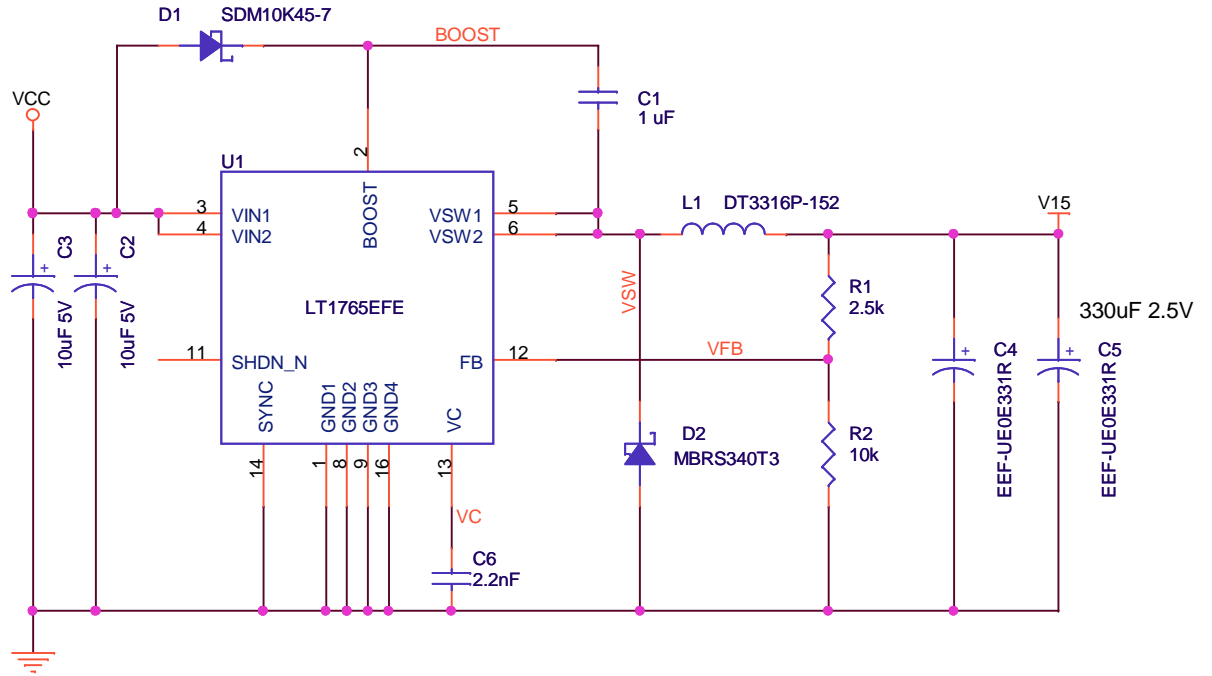 D1 SDM10K45-7
BOOST
VCC
C1
1 uF
2
U1
BOOST
3 VIN1
4 VIN2
VSW1 5
VSW2 6
L1 DT3316P-152
V15
C3
10uF 5V
C2
10uF 5V
LT1765EFE
VSW
R1
2.5k
330uF 2.5V
11 SHDN_N
FB 12
VFB
C4
EEF-UE0E331R
C5
EEF-UE0E331R
SYNC
GND1
GND2
GND3
GND4
VC
14
1
8
9
16
13
D2
MBRS340T3
R2
10k
VC
C6
2.2nF